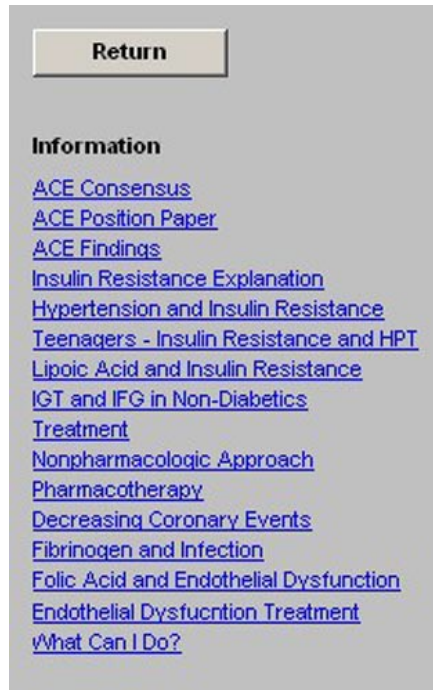 Return
Information
ACE Consensus
ACE Position Paper
ACE Findings
Insulin Resistance Explanation
Hypertension and Insulin Resistance
Teenagers - Insulin Resistance and HPT
Lipoic Acid and Insulin Resistance
IGT and IFG in Non-Diabetics
Treatment
Nonpharmacologic Approach
Pharmacotherapy
Decreasing Coronary Events
Fibrinogen and Infection
Folic Acid and Endothelial Dysfunction
Endothelial Dysfucntion Treatment
What Can I Do?